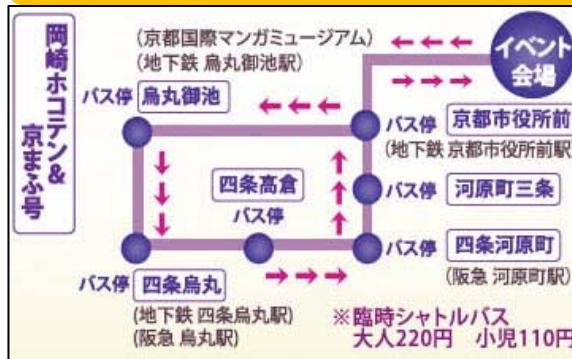 岡崎ホコテン&
京まふ号
(京都国際マンガミュージアム)
(地下鉄 烏丸御池駅)
←←←
→→→
イベント
会場
バス停 烏丸御池
←←←
バス停 京都市役所前
(地下鉄 京都市役所前駅)
四条高倉
バス停
バス停 河原町三条
バス停 四条烏丸
→→→
バス停 四条河原町
(阪急 河原町駅)
(地下鉄 四条烏丸駅)
(阪急 烏丸駅)
※臨時シャトルバス
大人220円 小児110円